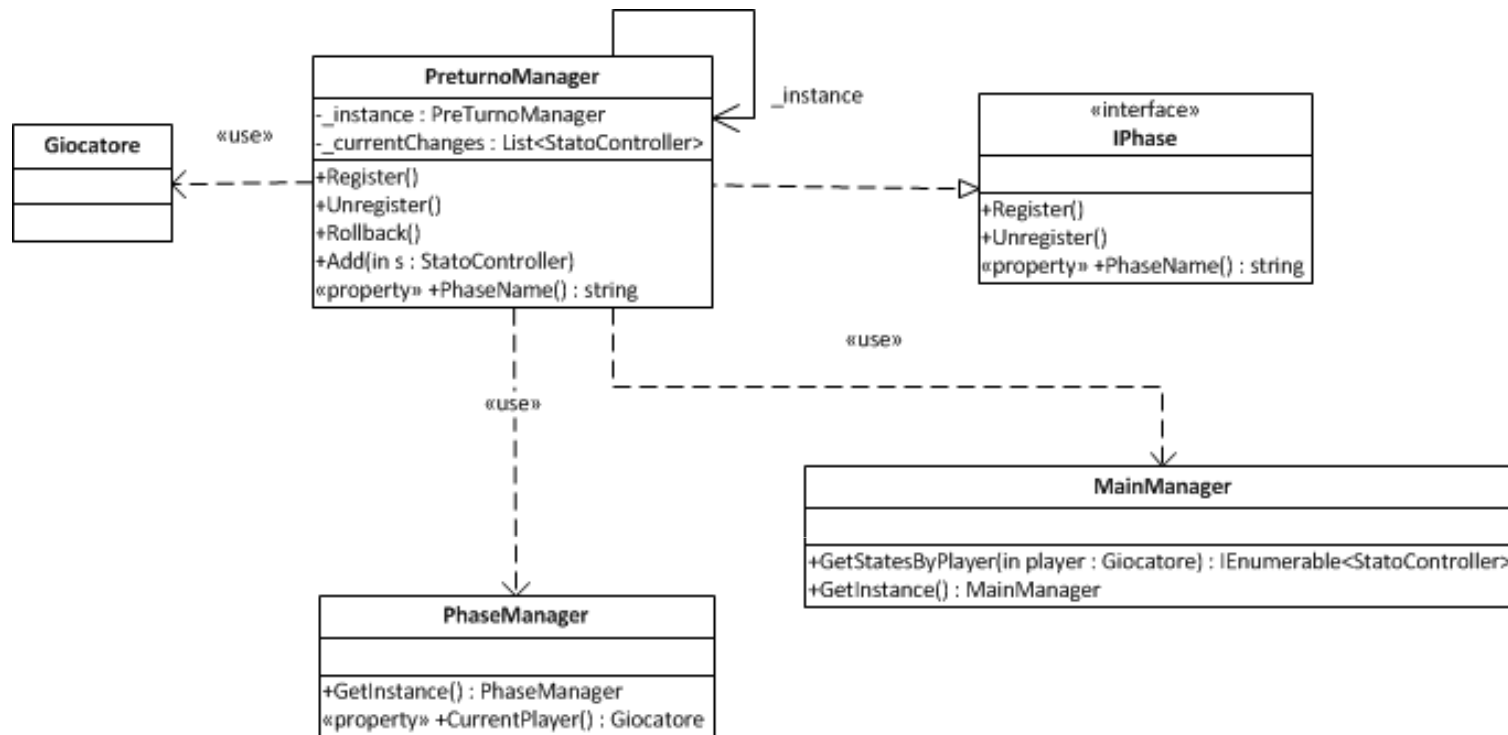 PreturnoManager
-_instance : PreTurnoManager
-_currentChanges : List<StatoController>
+Register()
+Unregister()
+Rollback()
+Add(in s : StatoController)
«property» +PhaseName() : string
_instance
«interface»
IPhase
+Register()
+Unregister()
«property» +PhaseName() : string
Giocatore
«use»
«use»
«use»
MainManager
+GetStatesByPlayer(in player : Giocatore) : IEnumerable<StatoController>
+GetInstance() : MainManager
PhaseManager
+GetInstance() : PhaseManager
«property» +CurrentPlayer() : Giocatore